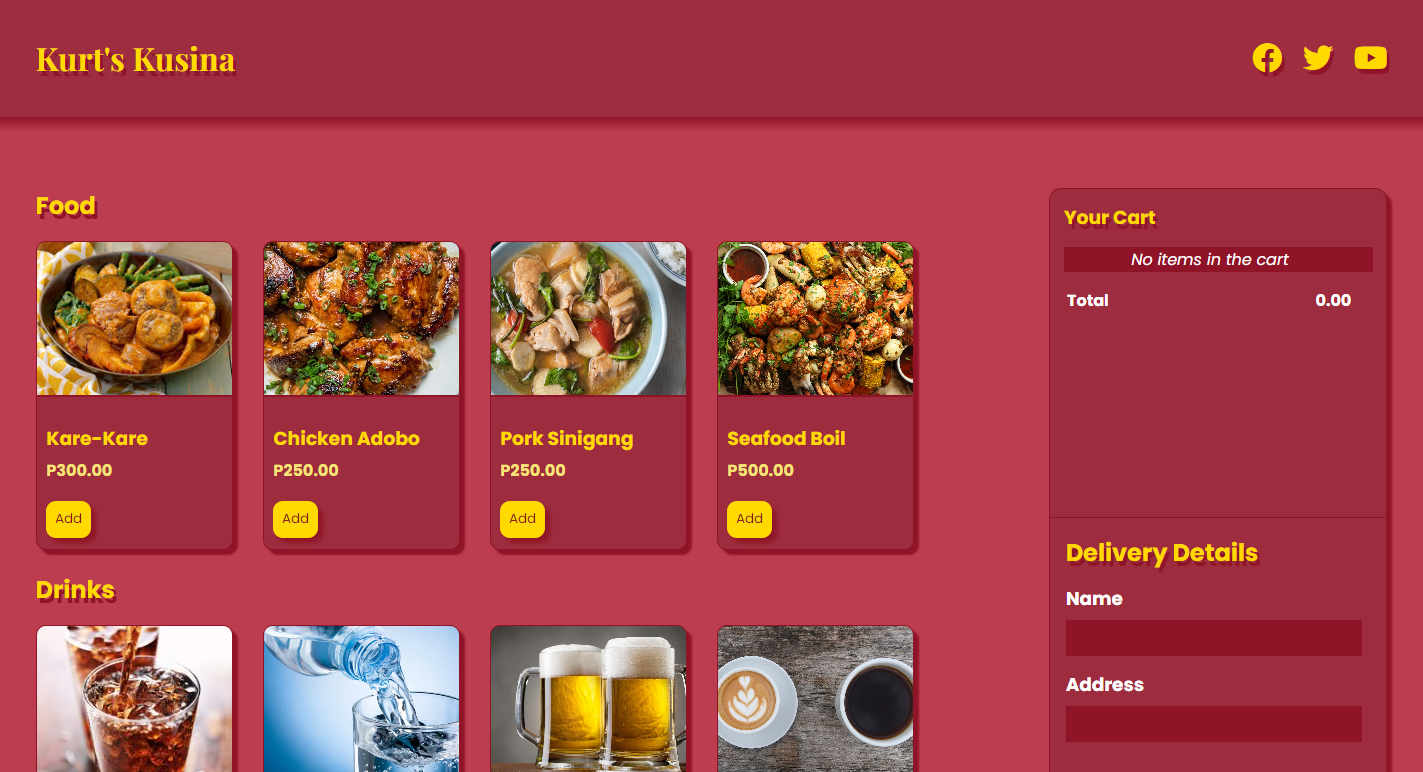 Kurt's Kusina
Food
Kare-Kare
P300.00
Add
Chicken Adobo
P250.00
Add
Pork Sinigang
P250.00
Add
Seafood Boil
P500.00
Add
Drinks
Your Cart
No items in the cart
Total 0.00
Delivery Details
Name
Address